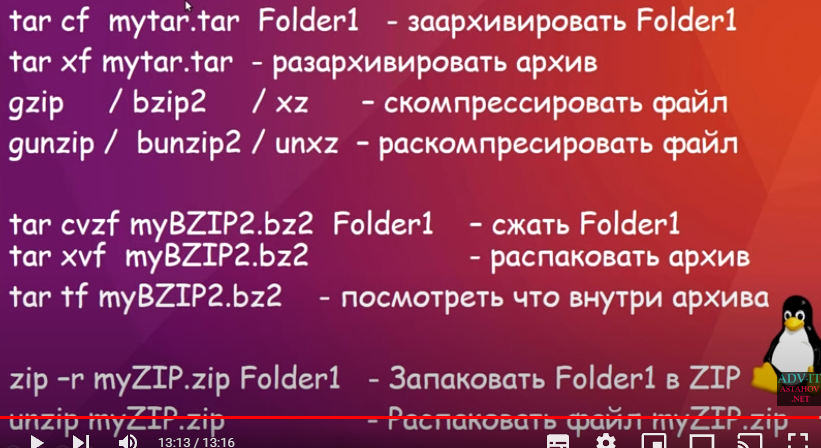 tar cf mytar.tar Folder1 - заархивировать Folder1
tar xf mytar.tar - разархивировать архив
gzip / bzip2 / xz – скомпрессировать файл
gunzip / bunzip2 / unxz – раскомпресировать файл
tar cvzf myBZIP2.bz2 Folder1 – сжать Folder1
tar xvf myBZIP2.bz2 - распаковать архив
tar tf myBZIP2.bz2 - посмотреть что внутри архива
zip –r myZIP.zip Folder1 - Запаковать Folder1 в ZIP
unzip myZIP.zip - Распаковать файл myZIP.zip
ADV-IT
ASTAHOV
.NET
13:13 / 13:16